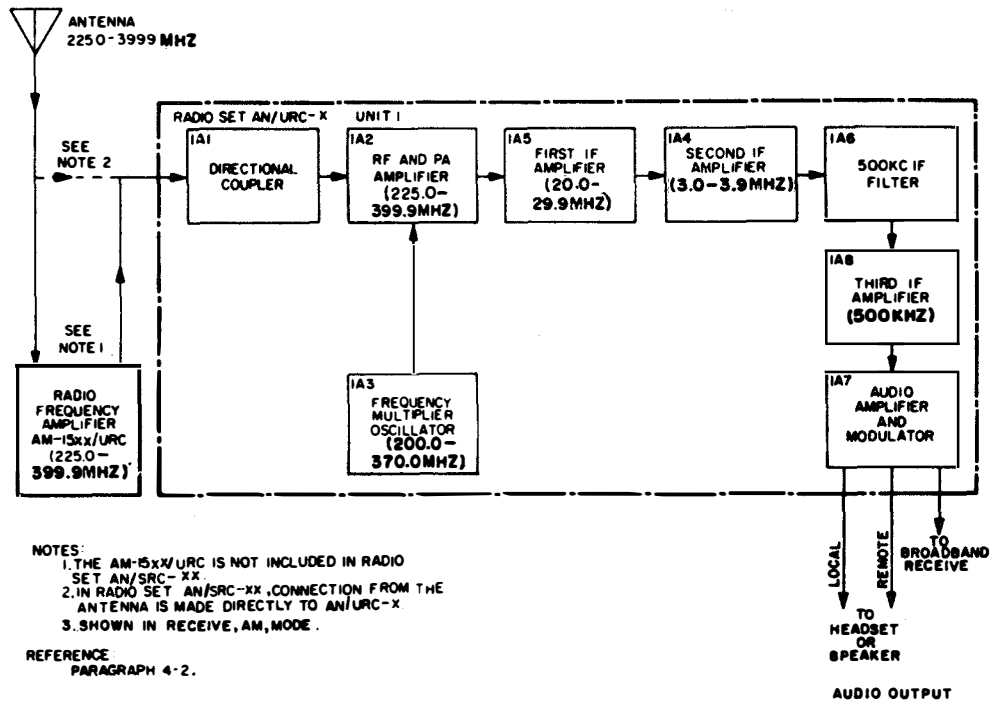 ANTENNA
2250-3999 MHZ
SEE
NOTE 2
SEE
NOTE 1
RADIO
FREQUENCY
AMPLIFIER
AM-15XX/URC
(225.0-
399.9MHZ)
RADIO SET AN/URC-X UNIT 1
1A1
DIRECTIONAL
COUPLER
1A2
RF AND PA
AMPLIFIER
(225.0-
399.9MHZ)
1A5
FIRST IF
AMPLIFIER
(20.0-
29.9MHZ)
1A4
SECOND IF
AMPLIFIER
(3.0-3.9MHZ)
1A6
500KC IF
FILTER
1A8
THIRD IF
AMPLIFIER
(500KHZ)
1A3
FREQUENCY
MULTIPLIER
OSCILLATOR
(200.0-
370.0MHZ)
1A7
AUDIO
AMPLIFIER
AND
MODULATOR
LOCAL
REMOTE
TO
BROADBAND
RECEIVE
TO
HEADSET
OR
SPEAKER
AUDIO OUTPUT
NOTES:
1. THE AM-15XX/URC IS NOT INCLUDED IN RADIO
SET AN/SRC-XX.
2. IN RADIO SET AN/SRC-XX, CONNECTION FROM THE
ANTENNA IS MADE DIRECTLY TO AN/URC-X.
3. SHOWN IN RECEIVE, AM, MODE.
REFERENCE:
PARAGRAPH 4-2.